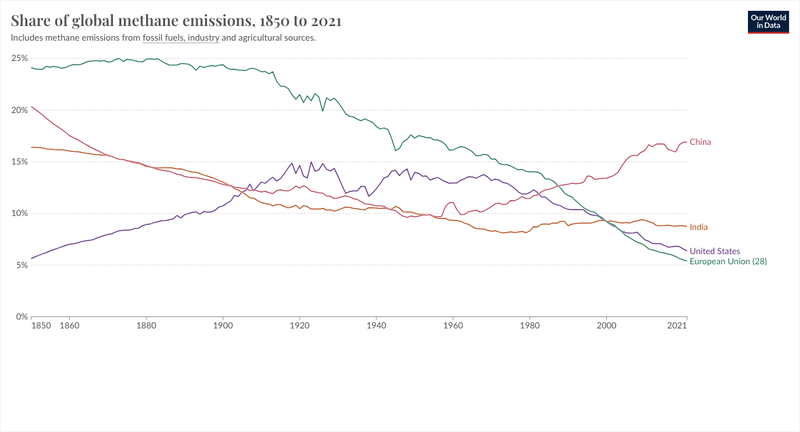 Share of global methane emissions, 1850 to 2021
Our World
in Data
Includes methane emissions from fossil fuels, industry and agricultural sources.
25%
20%
15%
10%
5%
0%
China
India
United States
European Union (28)
1850 1860 1880 1900 1920 1940 1960 1980 2000 2021